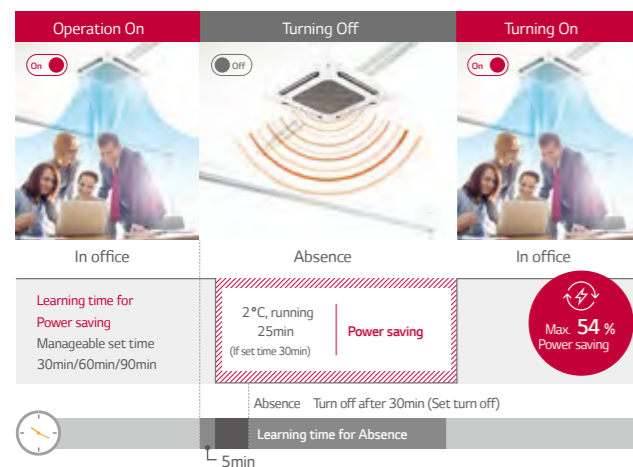 Operation On
Turning Off
Turning On
On
Off
On
In office
Absence
In office
Learning time for
Power saving
Manageable set time
30min/60min/90min
2°C, running
25min
(If set time 30min)
Power saving
Max. 54 %
Power saving
Absence Turn off after 30min (Set turn off)
Learning time for Absence
5min